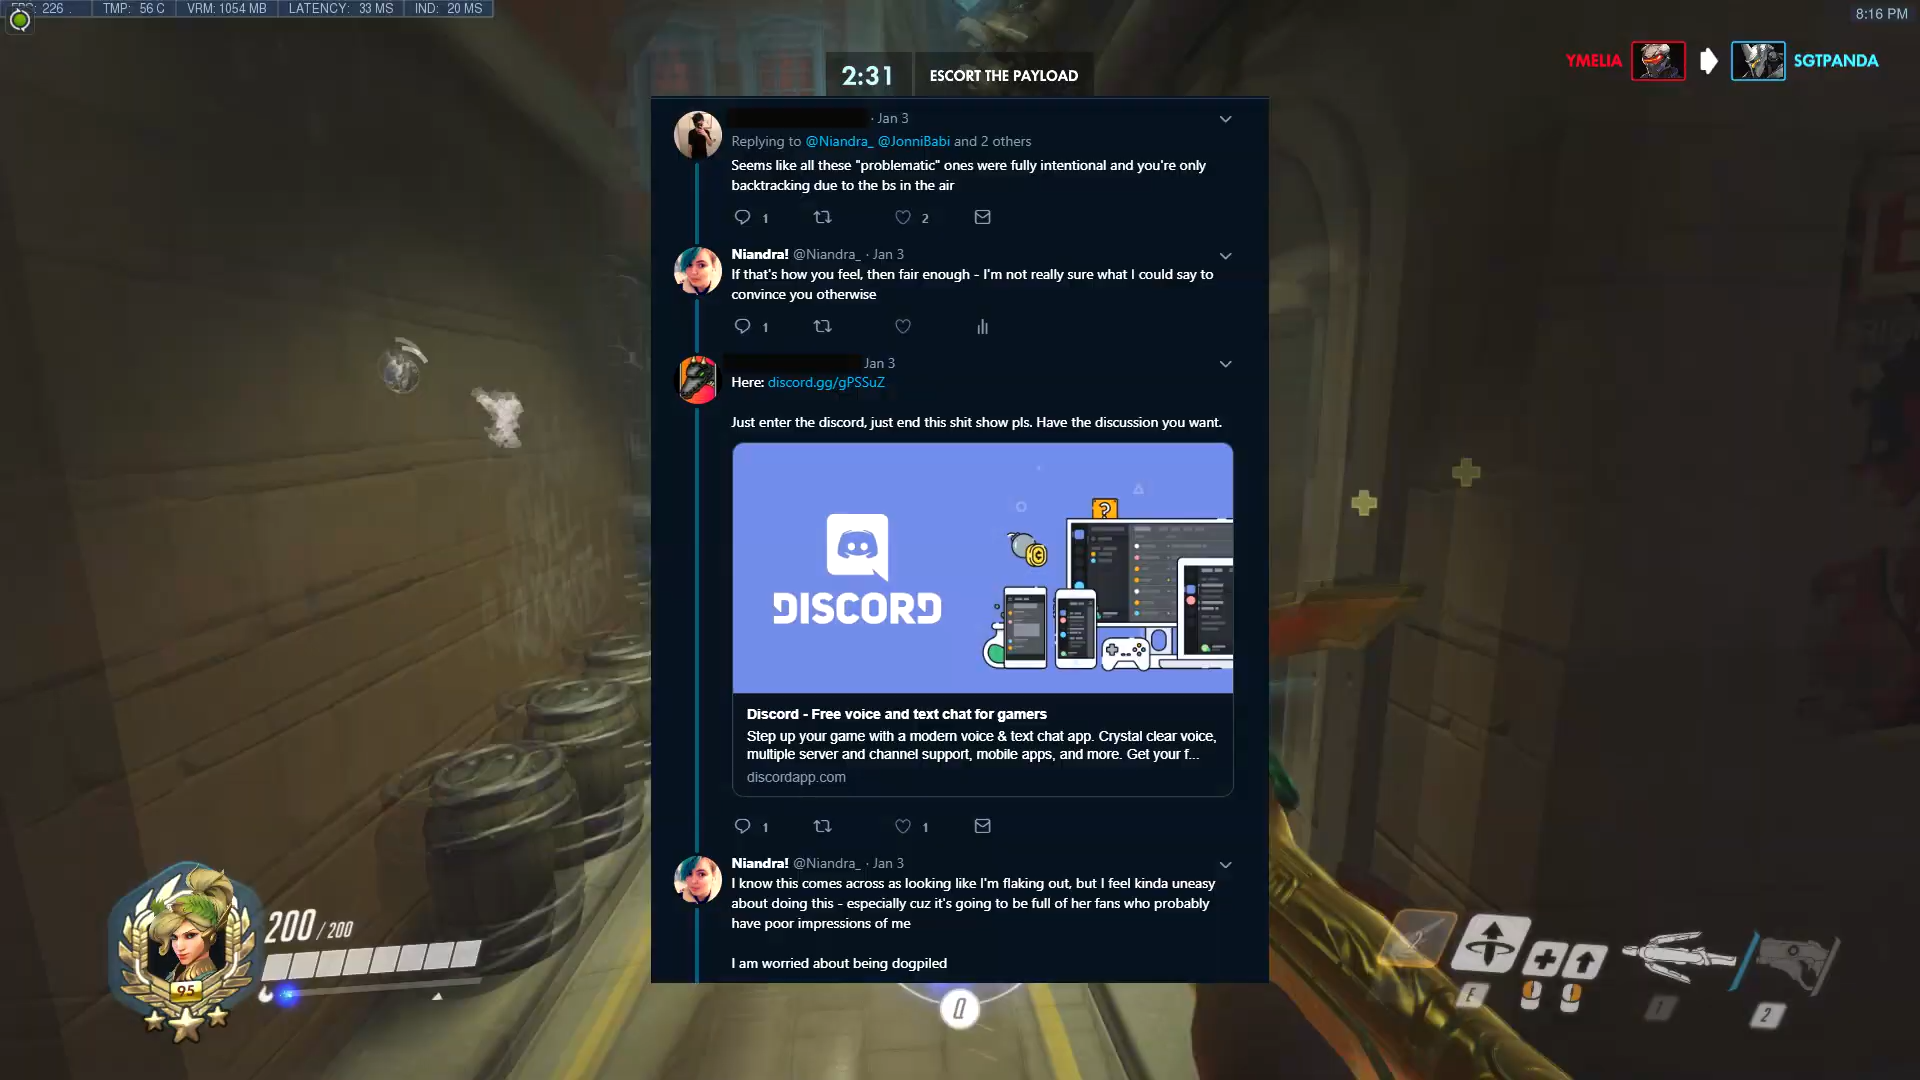 FPS: 226 TMP: 56 C VRM: 1054 MB LATENCY: 33 MS IND: 20 MS
8:16 PM
2:31 ESCORT THE PAYLOAD
YMELIA SGTPANDA
· Jan 3
Replying to @Niandra_ @JonniBabi and 2 others
Seems like all these "problematic" ones were fully intentional and you're only
backtracking due to the bs in the air
1 2
Niandra! @Niandra_ · Jan 3
If that's how you feel, then fair enough - I'm not really sure what I could say to
convince you otherwise
1
Jan 3
Here: discord.gg/gPSSuZ
Just enter the discord, just end this shit show pls. Have the discussion you want.
?
DISCORD
Discord - Free voice and text chat for gamers
Step up your game with a modern voice & text chat app. Crystal clear voice,
multiple server and channel support, mobile apps, and more. Get your f...
discordapp.com
1 1
Niandra! @Niandra_ · Jan 3
I know this comes across as looking like I'm flaking out, but I feel kinda uneasy
about doing this - especially cuz it's going to be full of her fans who probably
have poor impressions of me
I am worried about being dogpiled
200/200
95
Q
E 1 2